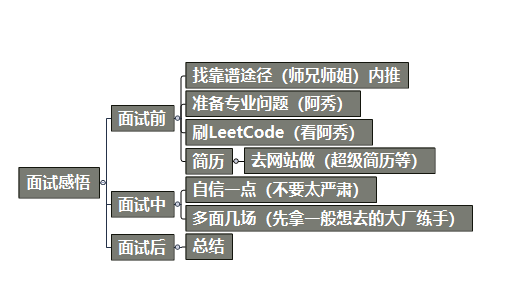 面试感悟
面试前
找靠谱途径（师兄师姐）内推
准备专业问题（阿秀）
刷LeetCode（看阿秀）
简历
去网站做（超级简历等）
面试中
自信一点（不要太严肃）
多面几场（先拿一般想去的大厂练手）
面试后
总结